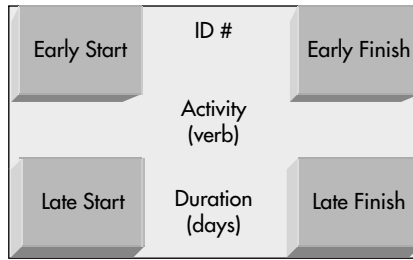 Early Start
ID #
Early Finish
Activity
(verb)
Late Start
Duration
(days)
Late Finish